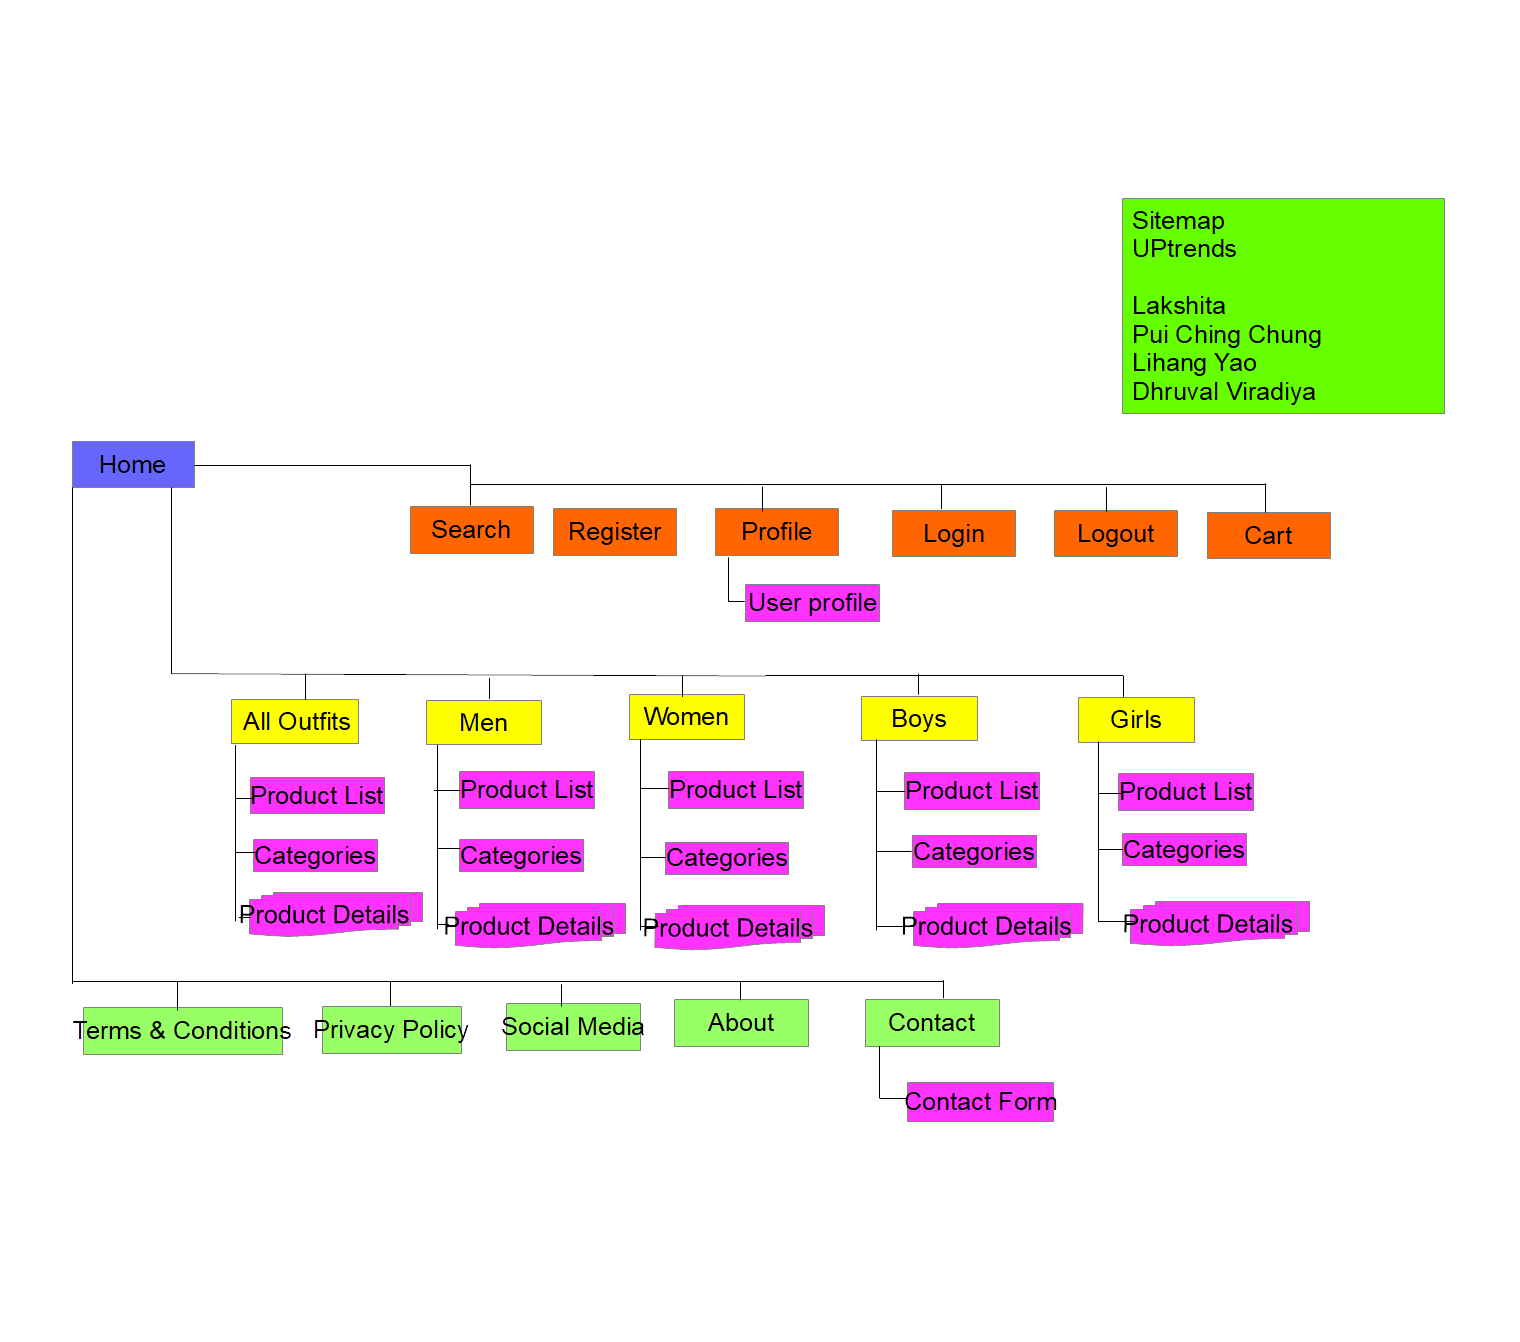 Sitemap
UPtrends
Lakshita
Pui Ching Chung
Lihang Yao
Dhruval Viradiya
Home
Search
Register
Profile
Login
Logout
Cart
User profile
All Outfits
Men
Women
Boys
Girls
Product List
Product List
Product List
Product List
Product List
Categories
Categories
Categories
Categories
Categories
Product Details
Product Details
Product Details
Product Details
Product Details
Terms & Conditions
Privacy Policy
Social Media
About
Contact
Contact Form